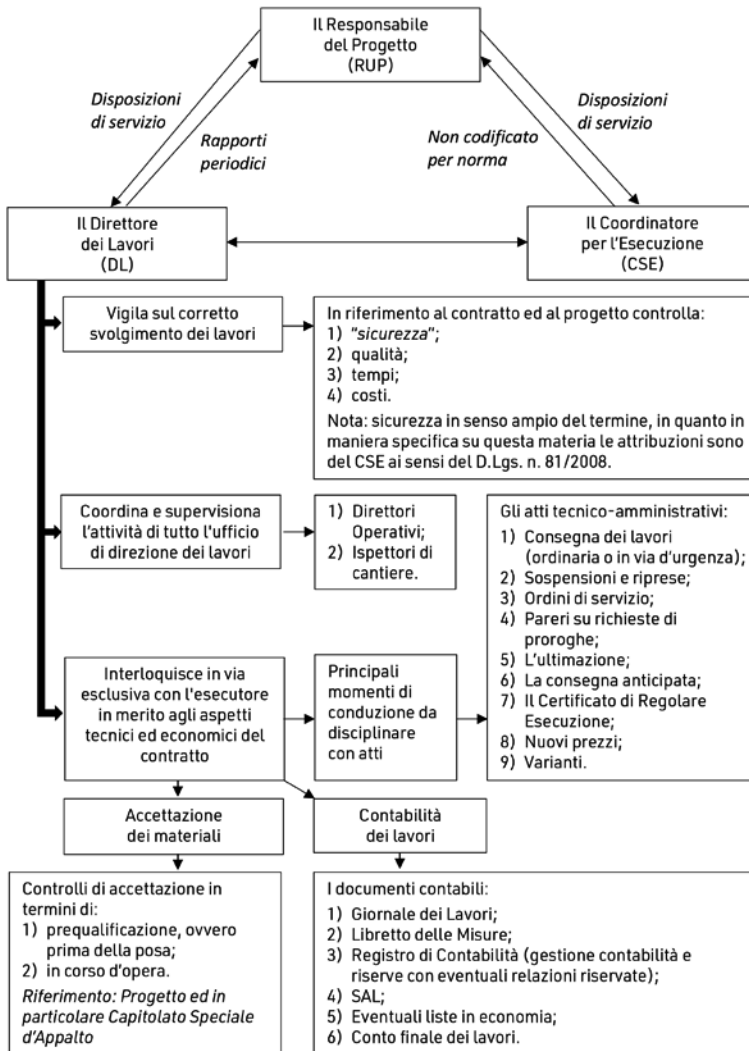 Il Responsabile
del Progetto
(RUP)
Disposizioni
di servizio
Rapporti
periodici
Non codificato
per norma
Disposizioni
di servizio
Il Direttore
dei Lavori
(DL)
Il Coordinatore
per l'Esecuzione
(CSE)
Vigila sul corretto
svolgimento dei lavori
In riferimento al contratto ed al progetto controlla:
1) “sicurezza”;
2) qualità;
3) tempi;
4) costi.
Nota: sicurezza in senso ampio del termine, in quanto in
maniera specifica su questa materia le attribuzioni sono
del CSE ai sensi del D.Lgs. n. 81/2008.
Coordina e supervisiona
l'attività di tutto l'ufficio
di direzione dei lavori
1) Direttori
Operativi;
2) Ispettori di
cantiere.
Gli atti tecnico-amministrativi:
1) Consegna dei lavori
(ordinaria o in via d'urgenza);
2) Sospensioni e riprese;
3) Ordini di servizio;
4) Pareri su richieste di
proroghe;
5) L'ultimazione;
6) La consegna anticipata;
7) Il Certificato di Regolare
Esecuzione;
8) Nuovi prezzi;
9) Varianti.
Interloquisce in via
esclusiva con l'esecutore
in merito agli aspetti
tecnici ed economici del
contratto
Principali
momenti di
conduzione da
disciplinare
con atti
Accettazione
dei materiali
Contabilità
dei lavori
Controlli di accettazione in
termini di:
1) prequalificazione, ovvero
prima della posa;
2) in corso d'opera.
Riferimento: Progetto ed in
particolare Capitolato Speciale
d'Appalto
I documenti contabili:
1) Giornale dei Lavori;
2) Libretto delle Misure;
3) Registro di Contabilità (gestione contabilità e
riserve con eventuali relazioni riservate);
4) SAL;
5) Eventuali liste in economia;
6) Conto finale dei lavori.